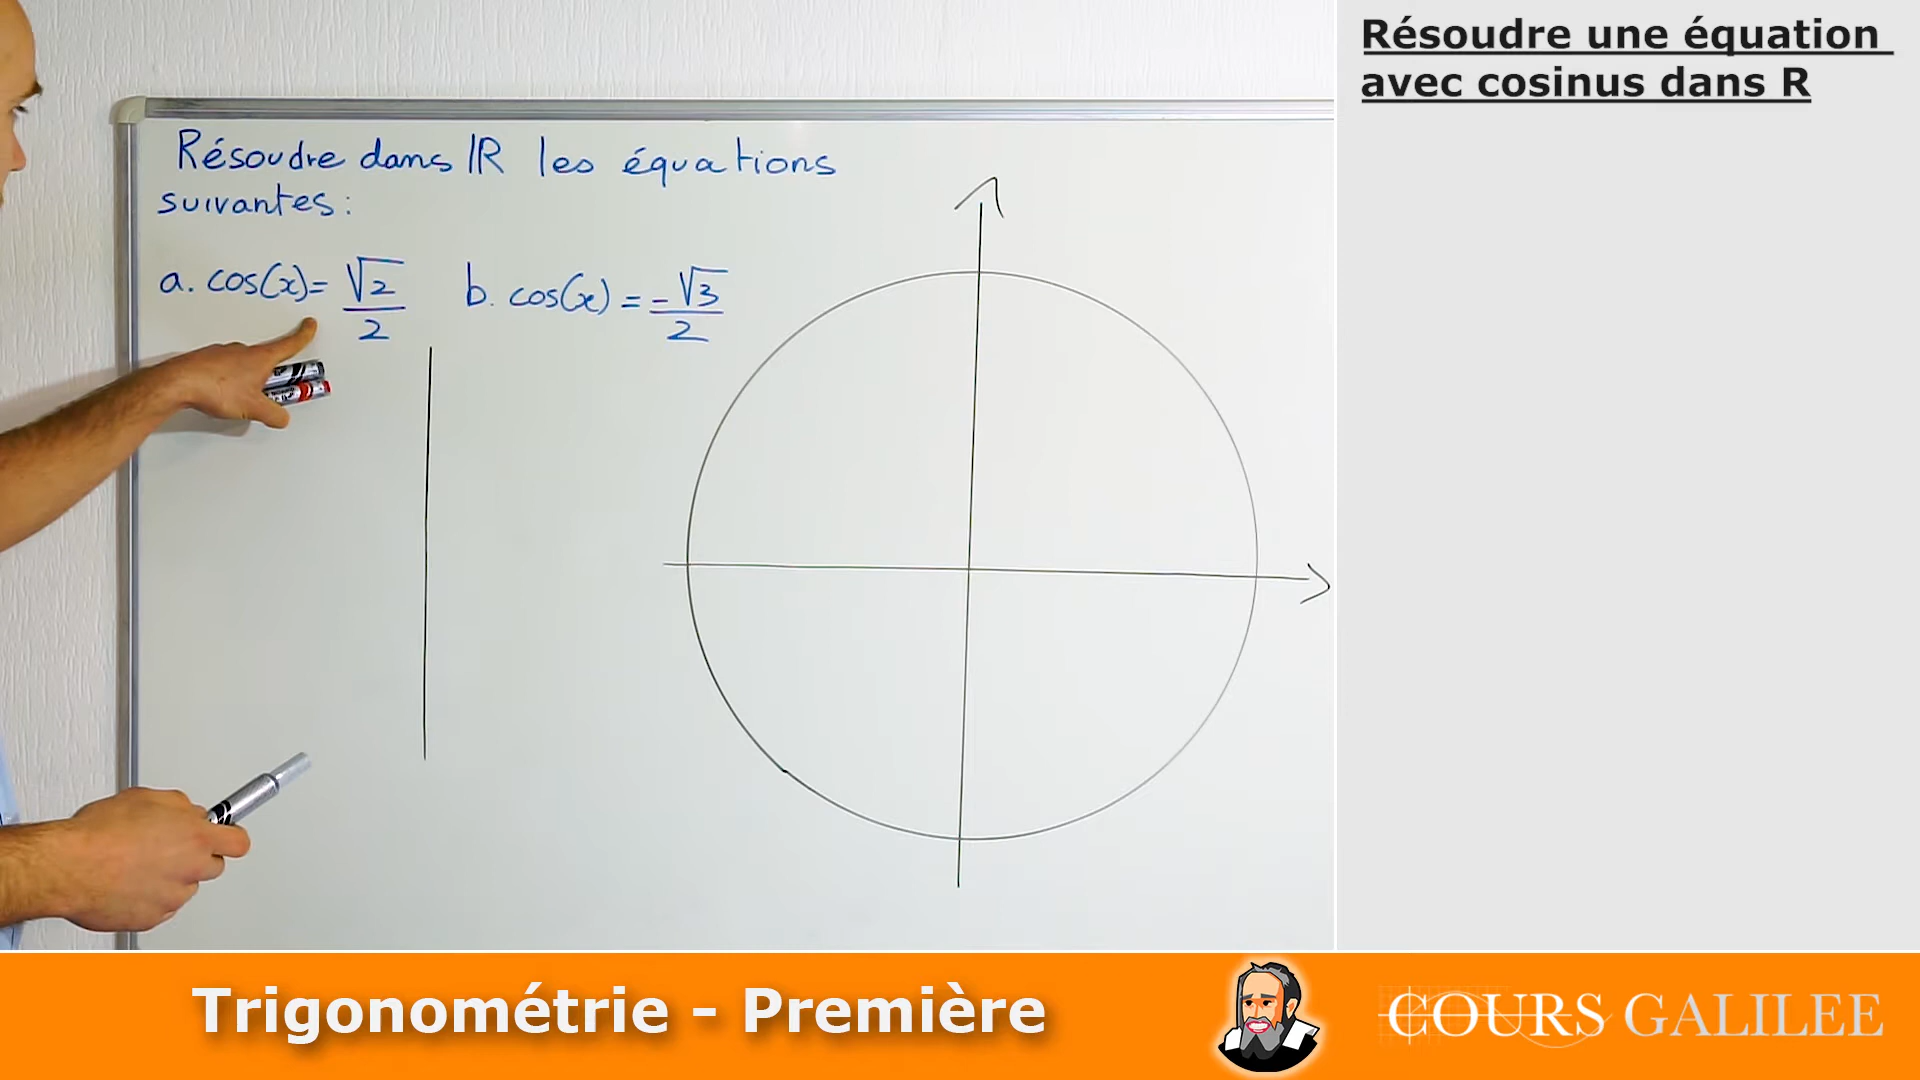 Résoudre une équation
avec cosinus dans R
Résoudre dans ℝ les équations
suivantes :
a. cos(x) = √2/2 b. cos(x) = -√3/2
Trigonométrie - Première
COURS GALILEE